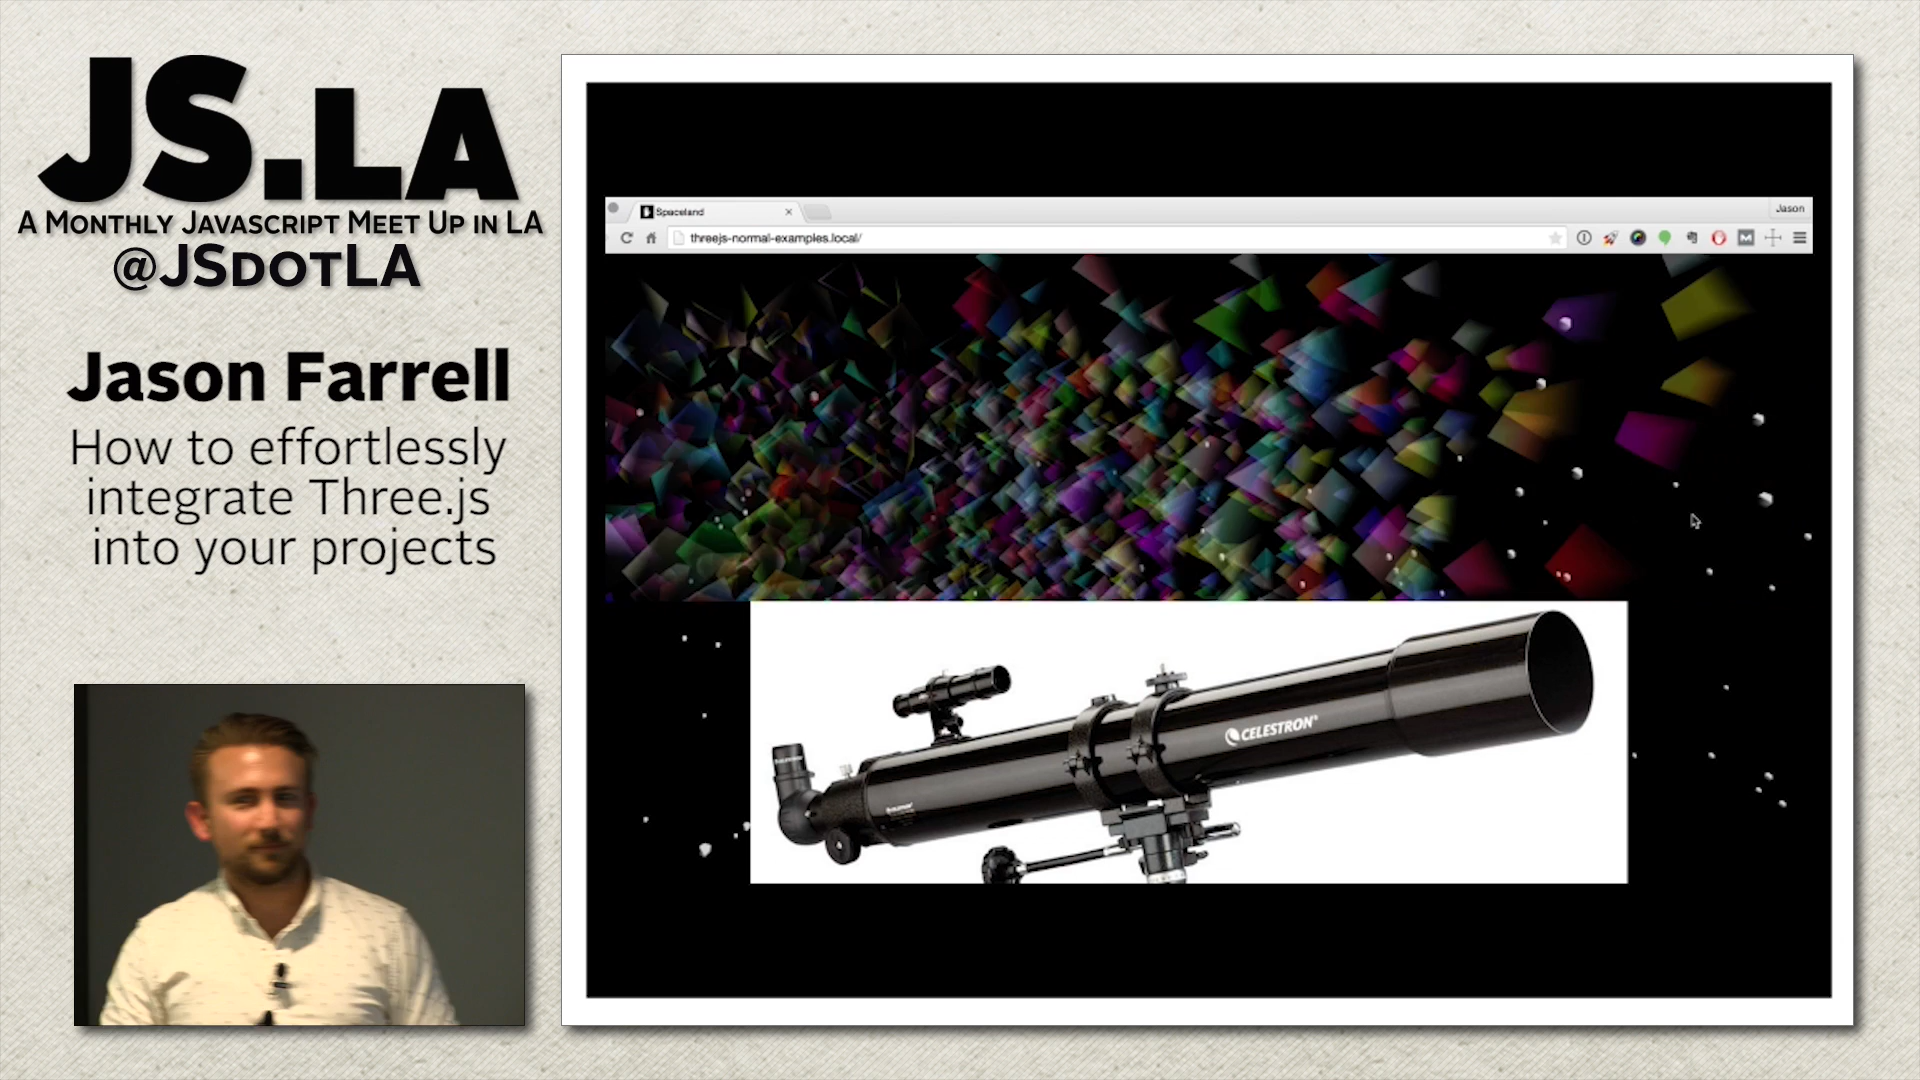 JS.LA
A Monthly Javascript Meet Up in LA
@JSdotLA
Jason Farrell
How to effortlessly
integrate Three.js
into your projects
Spaceland
Jason
threejs-normal-examples.local/
CELESTRON